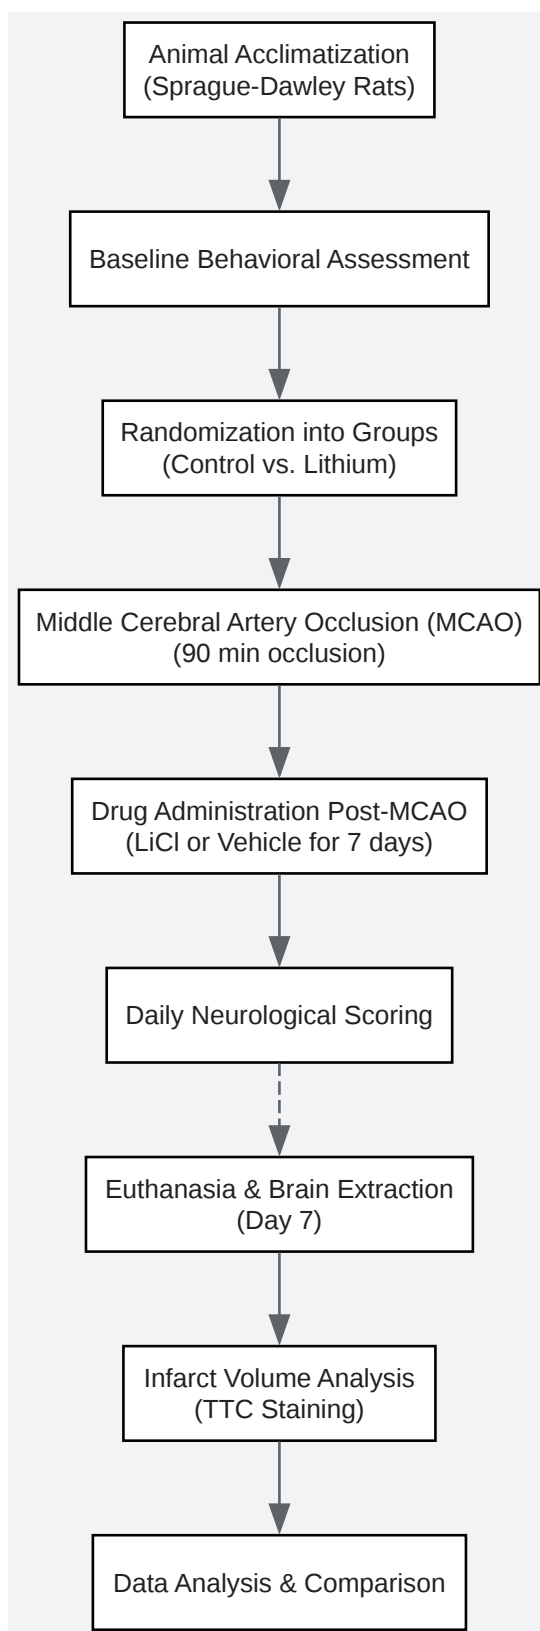 Animal Acclimatization
(Sprague-Dawley Rats)
Baseline Behavioral Assessment
Randomization into Groups
(Control vs. Lithium)
Middle Cerebral Artery Occlusion (MCAO)
(90 min occlusion)
Drug Administration Post-MCAO
(LiCl or Vehicle for 7 days)
Daily Neurological Scoring
Euthanasia & Brain Extraction
(Day 7)
Infarct Volume Analysis
(TTC Staining)
Data Analysis & Comparison